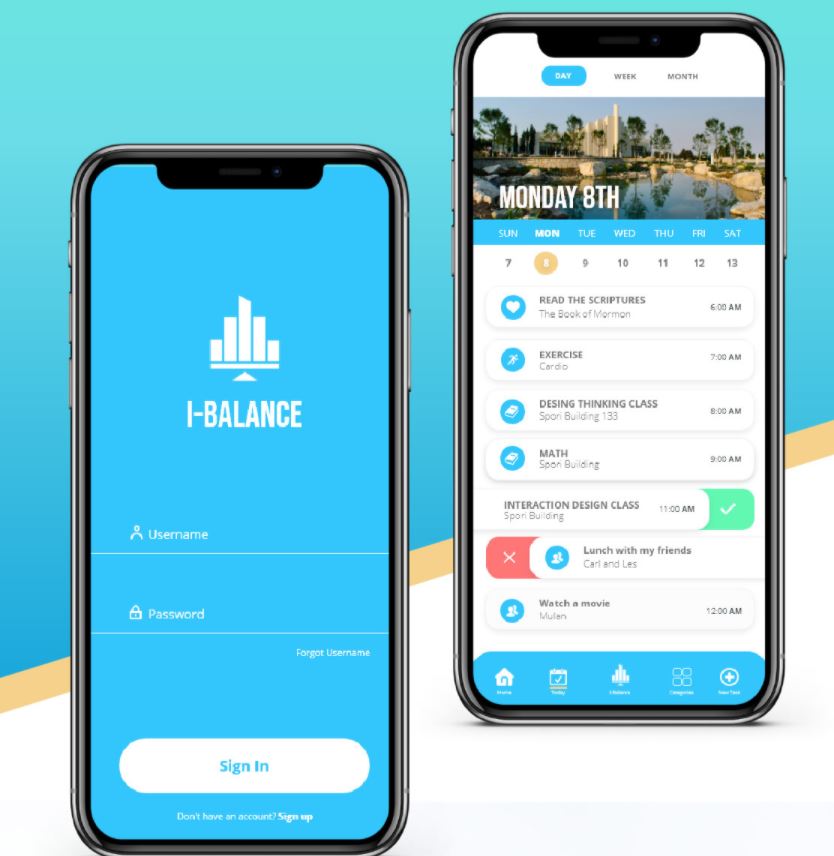 I-BALANCE
Username
Password
Forgot Username
Sign In
Don't have an account? Sign up
DAY WEEK MONTH
MONDAY 8TH
SUN MON TUE WED THU FRI SAT
7 8 9 10 11 12 13
READ THE SCRIPTURES
The Book of Mormon
6:00 AM
EXERCISE
Cardio
7:00 AM
DESING THINKING CLASS
Spori Building 133
8:00 AM
MATH
Spori Building
9:00 AM
INTERACTION DESIGN CLASS
Spori Building
11:00 AM
Lunch with my friends
Carl and Les
Watch a movie
Mulan
12:00 AM
Home Today I-Balance Categories New Task